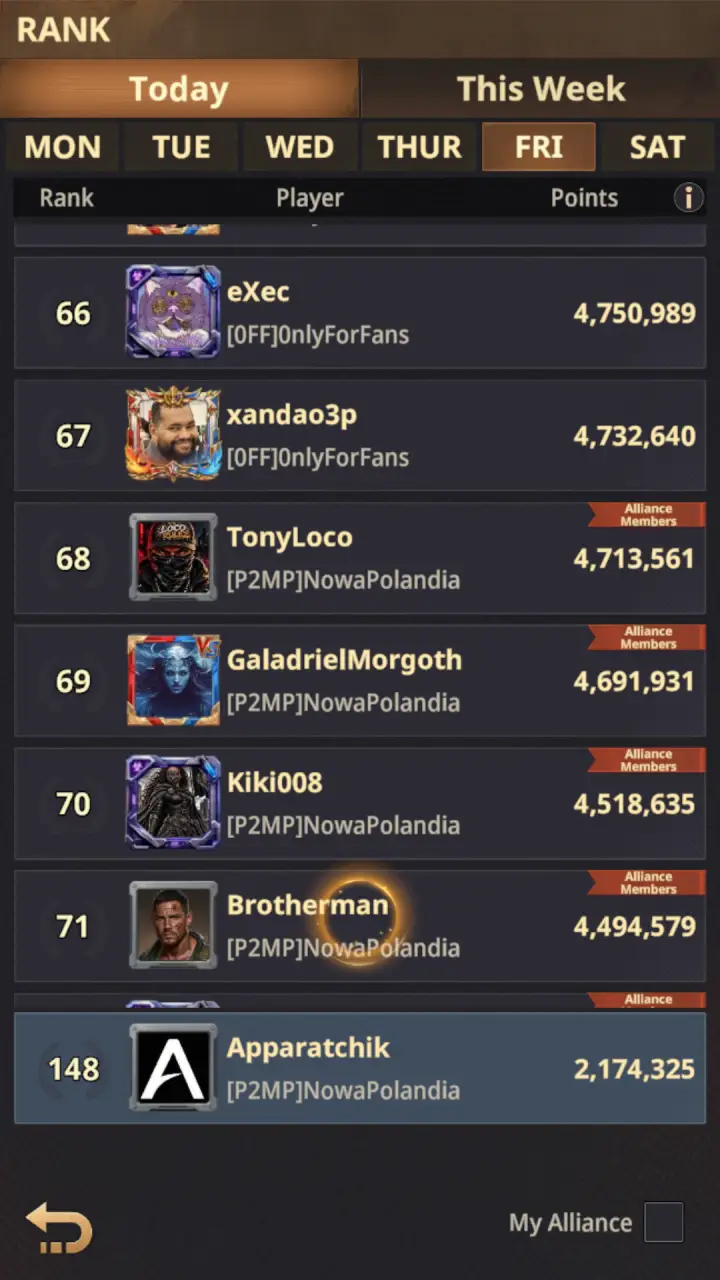 RANK
Today
This Week
MON
TUE
WED
THUR
FRI
SAT
Rank
Player
Points
66
eXec
[0FF]0nlyForFans
4,750,989
67
xandao3p
[0FF]0nlyForFans
4,732,640
Alliance
Members
68
TonyLoco
[P2MP]NowaPolandia
4,713,561
Alliance
Members
69
GaladrielMorgoth
[P2MP]NowaPolandia
4,691,931
Alliance
Members
70
Kiki008
[P2MP]NowaPolandia
4,518,635
Alliance
Members
71
Brotherman
[P2MP]NowaPolandia
4,494,579
Alliance
148
Apparatchik
[P2MP]NowaPolandia
2,174,325
My Alliance